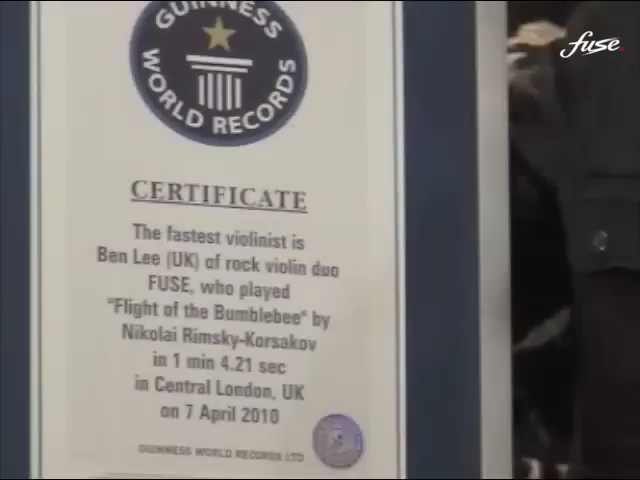 fuse
GUINNESS
WORLD RECORDS
CERTIFICATE
The fastest violinist is
Ben Lee (UK) of rock violin duo
FUSE, who played
"Flight of the Bumblebee" by
Nikolai Rimsky-Korsakov
in 1 min 4.21 sec
in Central London, UK
on 7 April 2010
GUINNESS WORLD RECORDS LTD